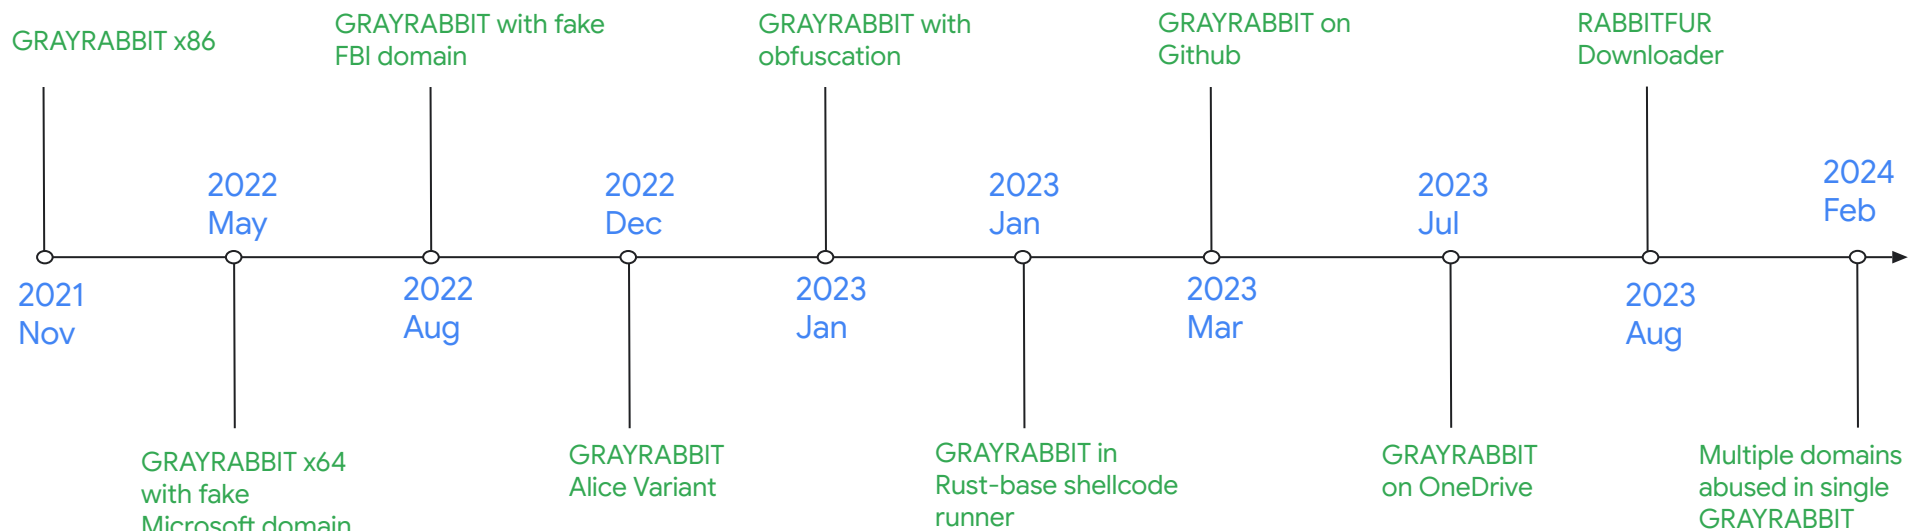 GRAYRABBIT x86
2021
Nov
2022
May
GRAYRABBIT x64
with fake
Microsoft domain
GRAYRABBIT with fake
FBI domain
2022
Aug
2022
Dec
GRAYRABBIT
Alice Variant
GRAYRABBIT with
obfuscation
2023
Jan
2023
Jan
GRAYRABBIT in
Rust-base shellcode
runner
GRAYRABBIT on
Github
2023
Mar
2023
Jul
GRAYRABBIT
on OneDrive
RABBITFUR
Downloader
2023
Aug
2024
Feb
Multiple domains
abused in single
GRAYRABBIT